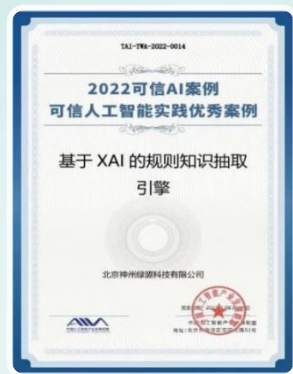 TAI-TWA-2022-0014
2022可信AI案例
可信人工智能实践优秀案例
基于 XAI 的规则知识抽取
引擎
北京神州绿盟科技有限公司